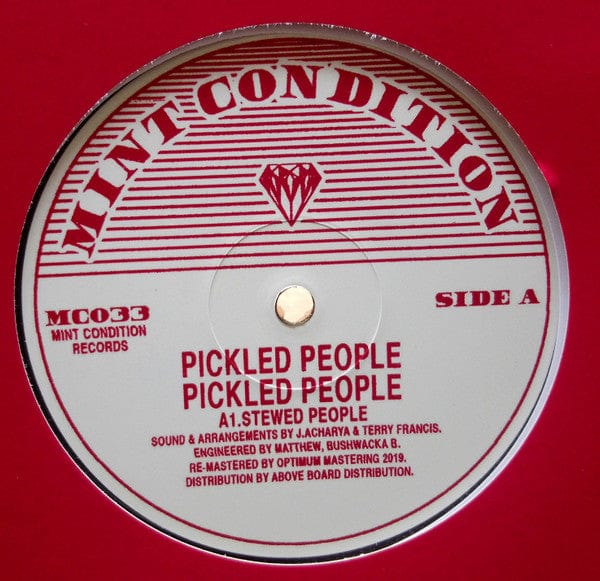 MINT CONDITION
MC033
MINT CONDITION
RECORDS
SIDE A
PICKLED PEOPLE
PICKLED PEOPLE
A1.STEWED PEOPLE
SOUND & ARRANGEMENTS BY J.ACHARYA & TERRY FRANCIS.
ENGINEERED BY MATTHEW, BUSHWACKA B.
RE-MASTERED BY OPTIMUM MASTERING 2019.
DISTRIBUTION BY ABOVE BOARD DISTRIBUTION.